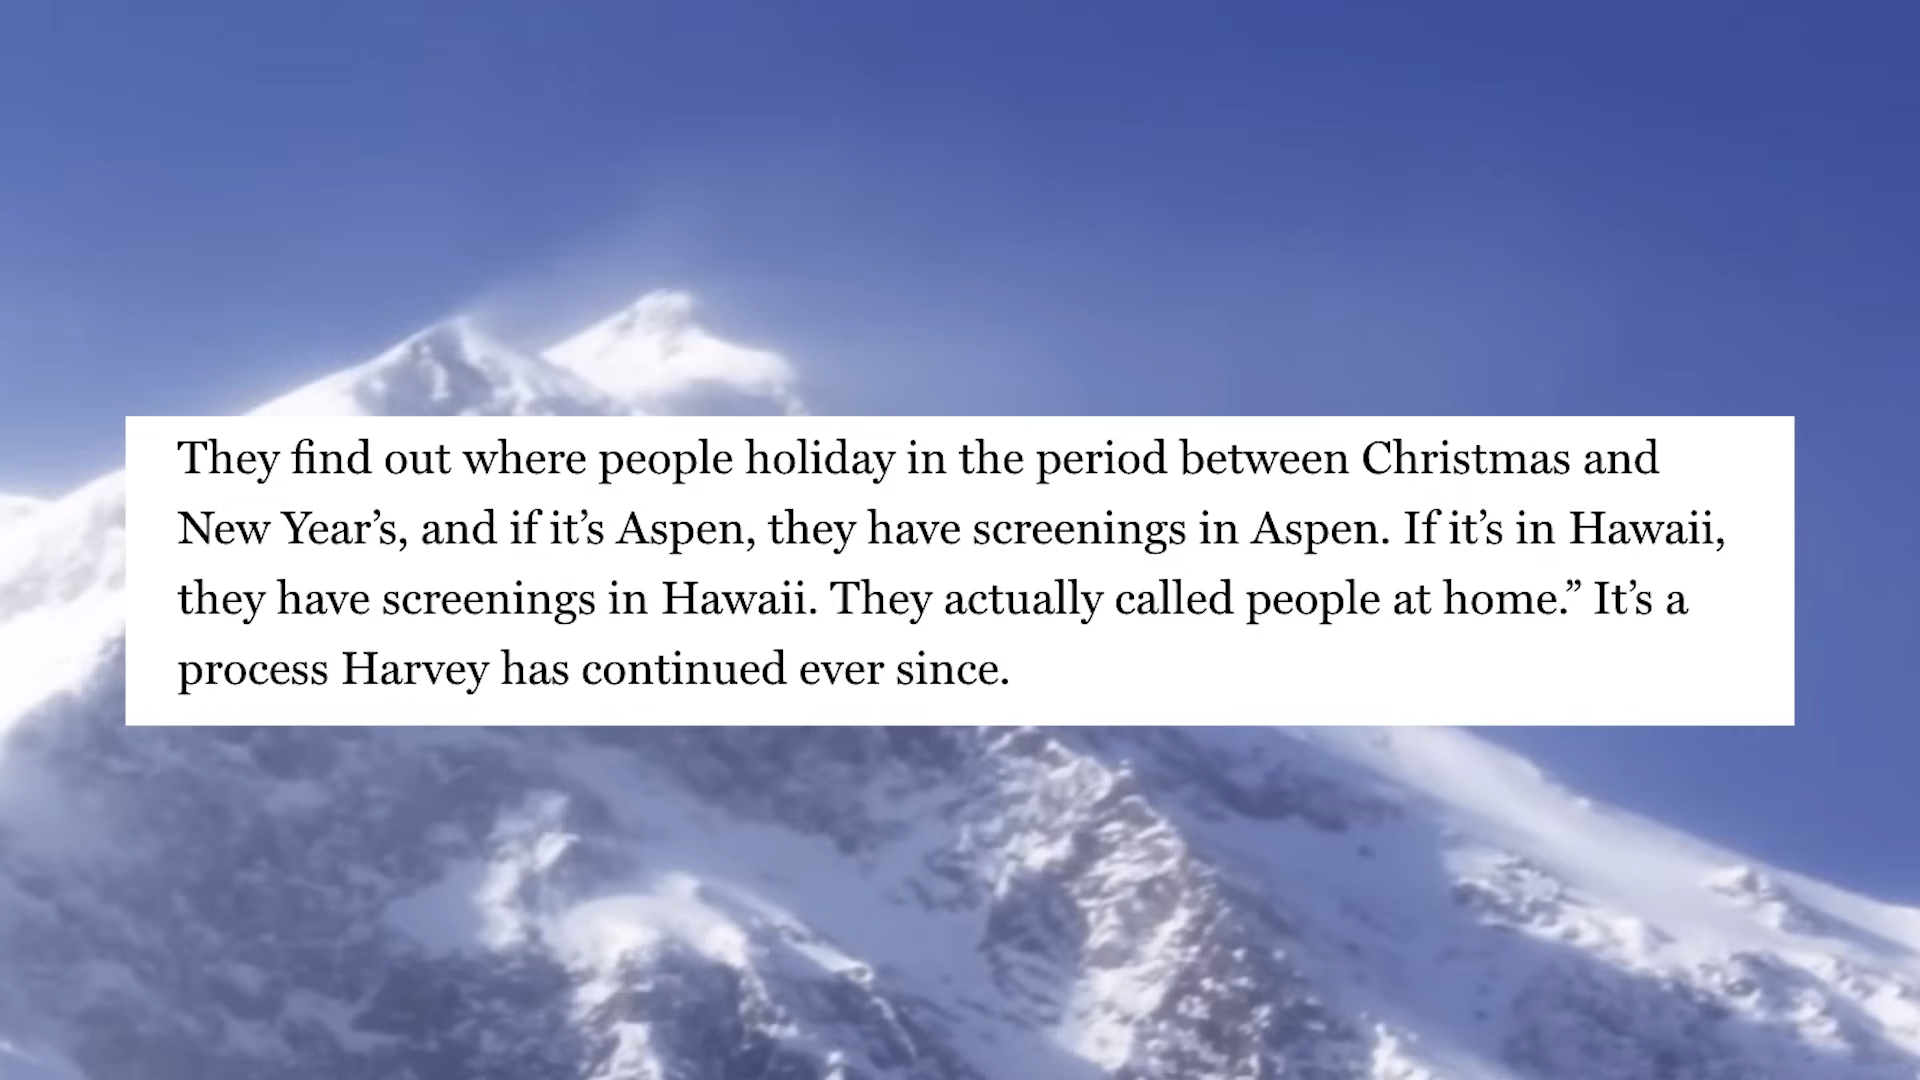 They find out where people holiday in the period between Christmas and
New Year’s, and if it’s Aspen, they have screenings in Aspen. If it’s in Hawaii,
they have screenings in Hawaii. They actually called people at home.” It’s a
process Harvey has continued ever since.